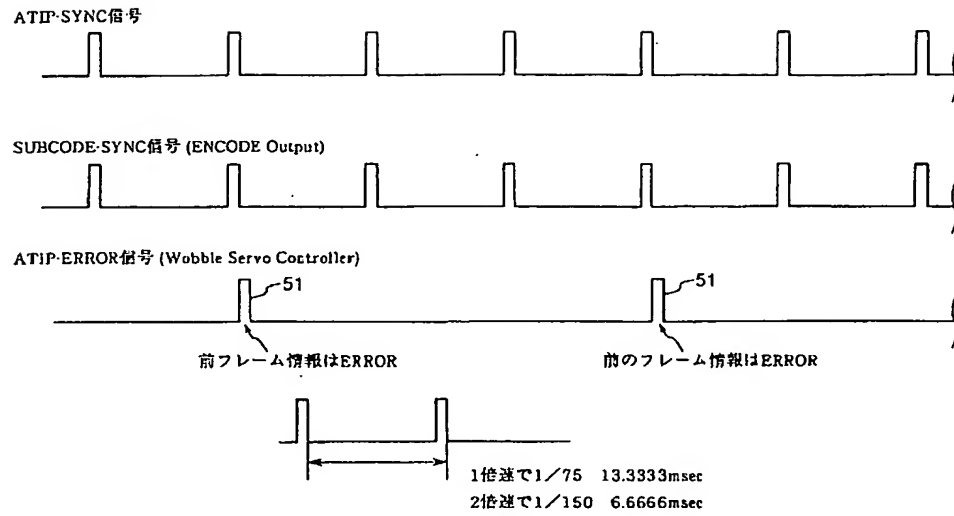 ATIP-SYNC信号
SUBCODE-SYNC信号 (ENCODE Output)
ATIP-ERROR信号 (Wobble Servo Controller)
51
51
前フレーム情報はERROR
前のフレーム情報はERROR
1倍速で1/75 13.3333msec
2倍速で1/150 6.6666msec